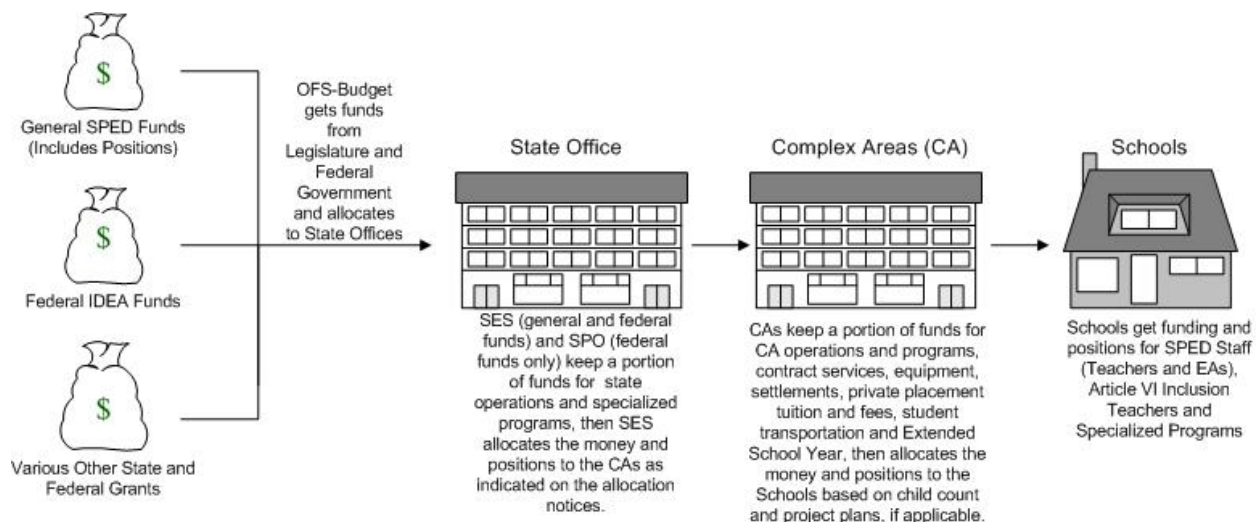 $
General SPED Funds
(Includes Positions)
$
Federal IDEA Funds
$
Various Other State and
Federal Grants
OFS-Budget
gets funds
from
Legislature and
Federal
Government
and allocates
to State Offices
State Office
SES (general and federal
funds) and SPO (federal
funds only) keep a portion
of funds for state
operations and specialized
programs, then SES
allocates the money and
positions to the CAs as
indicated on the allocation
notices.
Complex Areas (CA)
CAs keep a portion of funds for
CA operations and programs,
contract services, equipment,
settlements, private placement
tuition and fees, student
transportation and Extended
School Year, then allocates the
money and positions to the
Schools based on child count
and project plans, if applicable.
Schools
Schools get funding and
positions for SPED Staff
(Teachers and EAs),
Article VI Inclusion
Teachers and
Specialized Programs